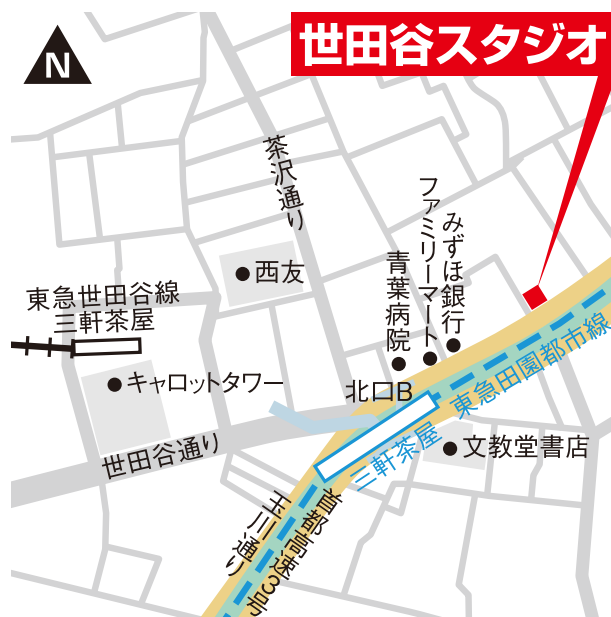 世田谷スタジオ
N
茶沢通り
みずほ銀行
ファミリーマート
青葉病院
西友
東急世田谷線
三軒茶屋
キャロットタワー
北口B
東急田園都市線
三軒茶屋
世田谷通り
文教堂書店
首都高速3号
玉川通り